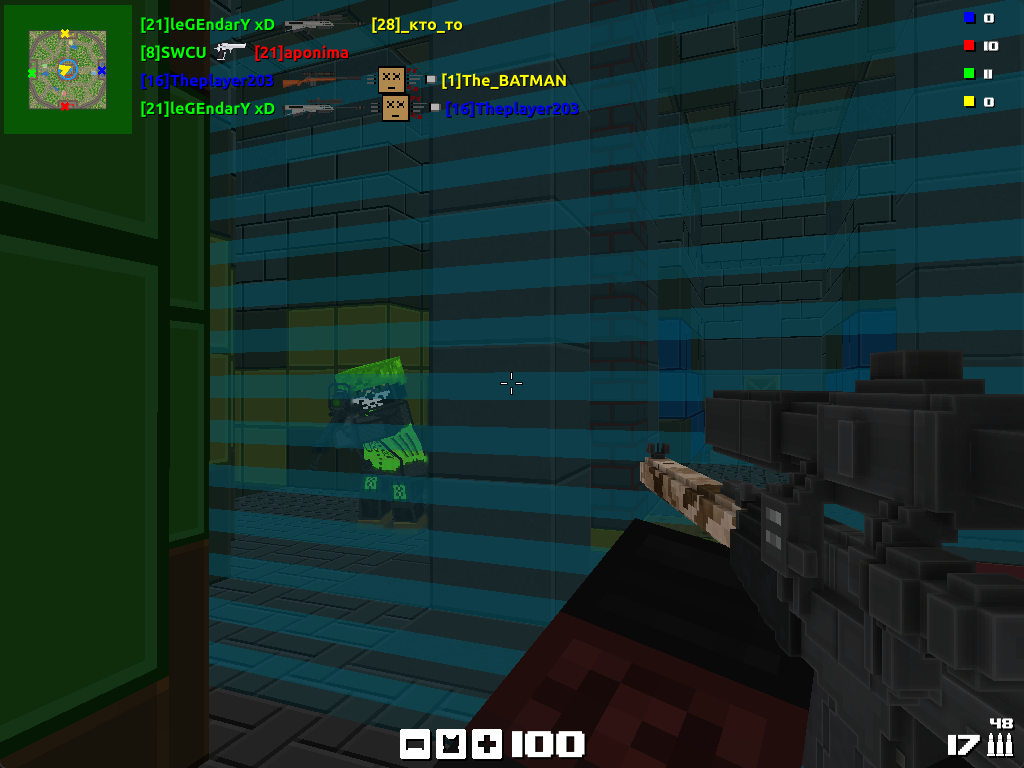 [21]leGEndarY xD [28]_кто_то
[8]SWCU [21]aponima
[16]Theplayer203 [1]The_BATMAN
[21]leGEndarY xD [16]Theplayer203
0
10
11
0
100
48
17